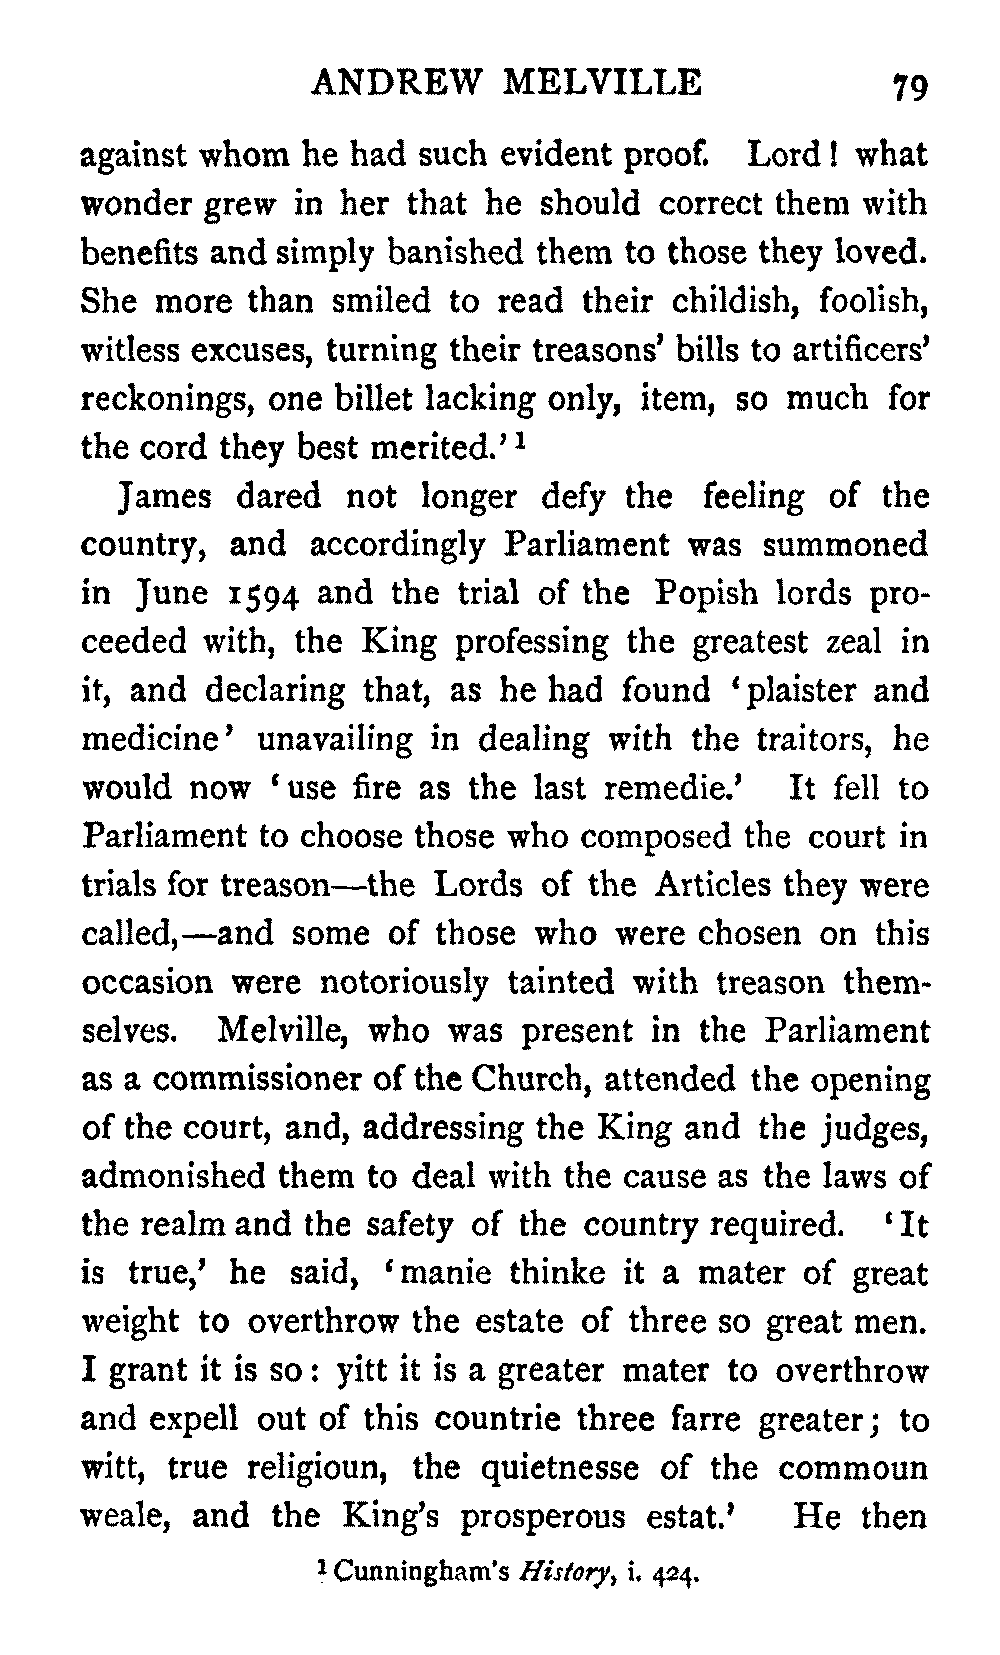 ANDREW MELVILLE 79
against whom he had such evident proof. Lord! what
wonder grew in her that he should correct them with
benefits and simply banished them to those they loved.
She more than smiled to read their childish, foolish,
witless excuses, turning their treasons' bills to artificers'
reckonings, one billet lacking only, item, so much for
the cord they best merited.' 1
James dared not longer defy the feeling of the
country, and accordingly Parliament was summoned
in June 1594 and the trial of the Popish lords pro-
ceeded with, the King professing the greatest zeal in
it, and declaring that, as he had found 'plaister and
medicine' unavailing in dealing with the traitors, he
would now 'use fire as the last remedie.' It fell to
Parliament to choose those who composed the court in
trials for treason—the Lords of the Articles they were
called,—and some of those who were chosen on this
occasion were notoriously tainted with treason them-
selves. Melville, who was present in the Parliament
as a commissioner of the Church, attended the opening
of the court, and, addressing the King and the judges,
admonished them to deal with the cause as the laws of
the realm and the safety of the country required. 'It
is true,' he said, 'manie thinke it a mater of great
weight to overthrow the estate of three so great men.
I grant it is so: yitt it is a greater mater to overthrow
and expell out of this countrie three farre greater; to
witt, true religioun, the quietnesse of the commoun
weale, and the King's prosperous estat.' He then
1 Cunningham's History, i. 424.